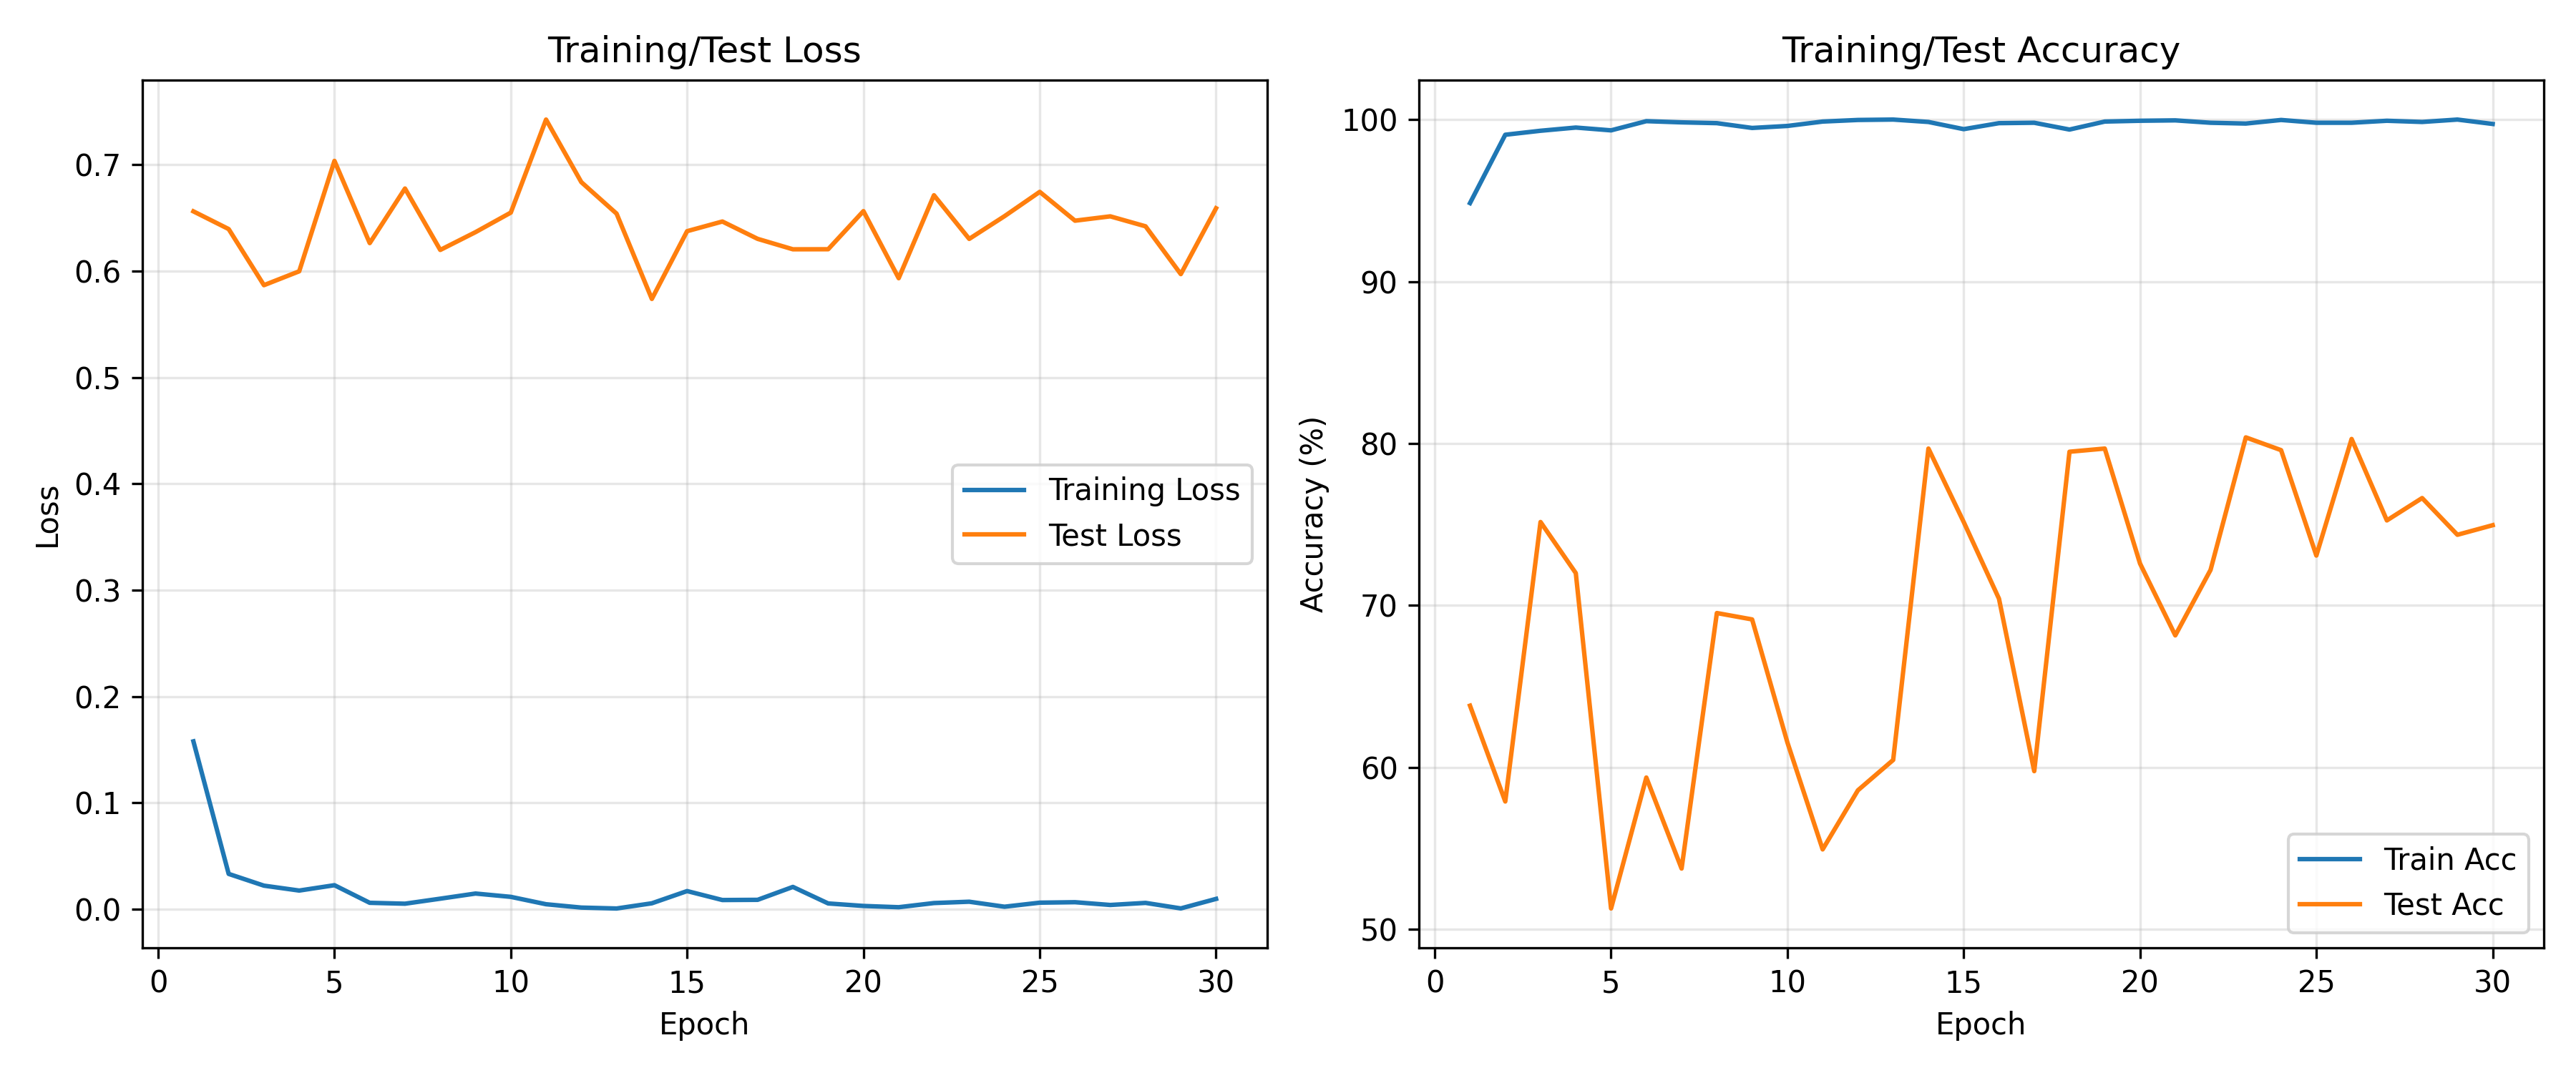 Training/Test Loss
Loss
0.7
0.6
0.5
0.4
0.3
0.2
0.1
0.0
0 5 10 15 20 25 30
Epoch
Training Loss
Test Loss
Training/Test Accuracy
Accuracy (%)
100
90
80
70
60
50
0 5 10 15 20 25 30
Epoch
Train Acc
Test Acc